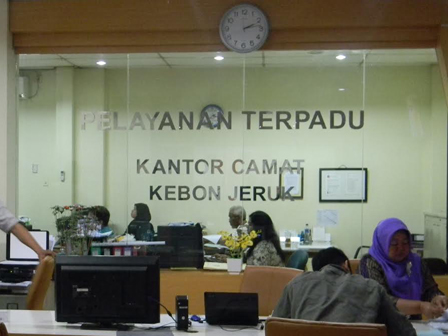 PELAYANAN TERPADU
KANTOR CAMAT
KEBON JERUK